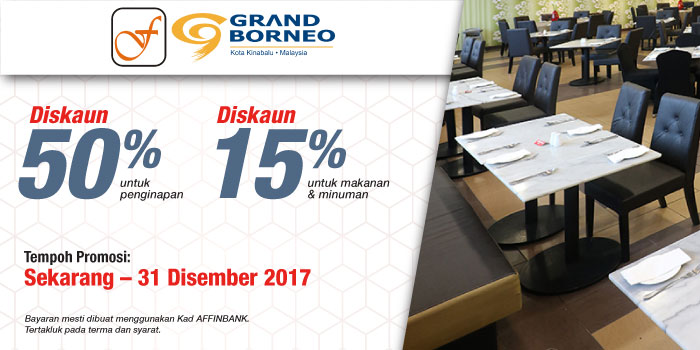 GRAND
BORNEO
Kota Kinabalu • Malaysia
Diskaun
50%
untuk
penginapan
Diskaun
15%
untuk makanan
& minuman
Tempoh Promosi:
Sekarang – 31 Disember 2017
Bayaran mesti dibuat menggunakan Kad AFFINBANK.
Tertakluk pada terma dan syarat.